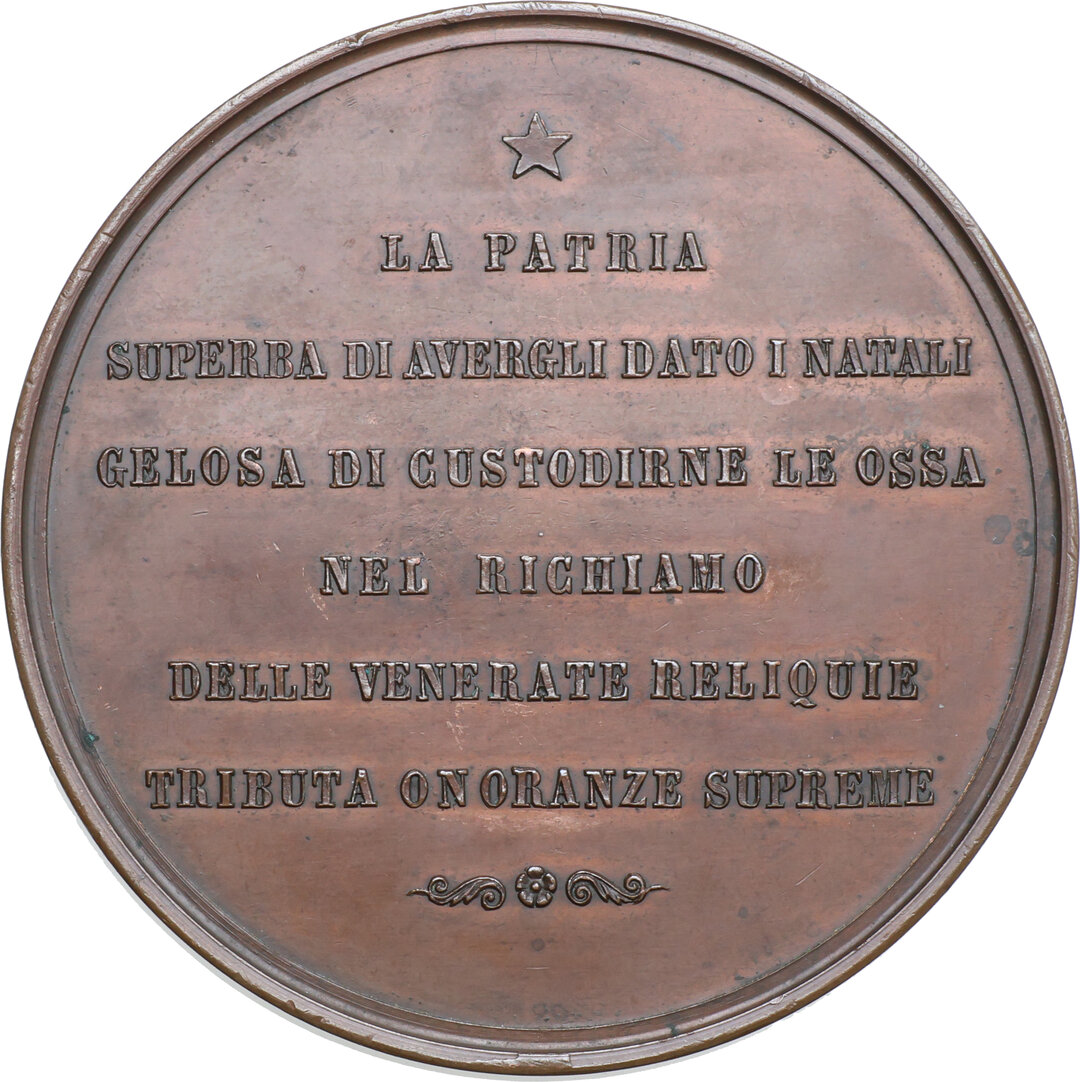 LA PATRIA
SUPERBA DI AVERGLI DATO I NATALI
GELOSA DI CUSTODIRNE LE OSSA
NEL RICHIAMO
DELLE VENERATE RELIQUIE
TRIBUTA ONORANZE SUPREME